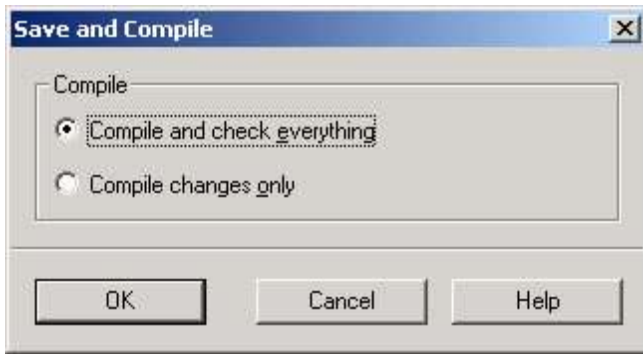 Save and Compile
Compile
Compile and check everything
Compile changes only
OK Cancel Help